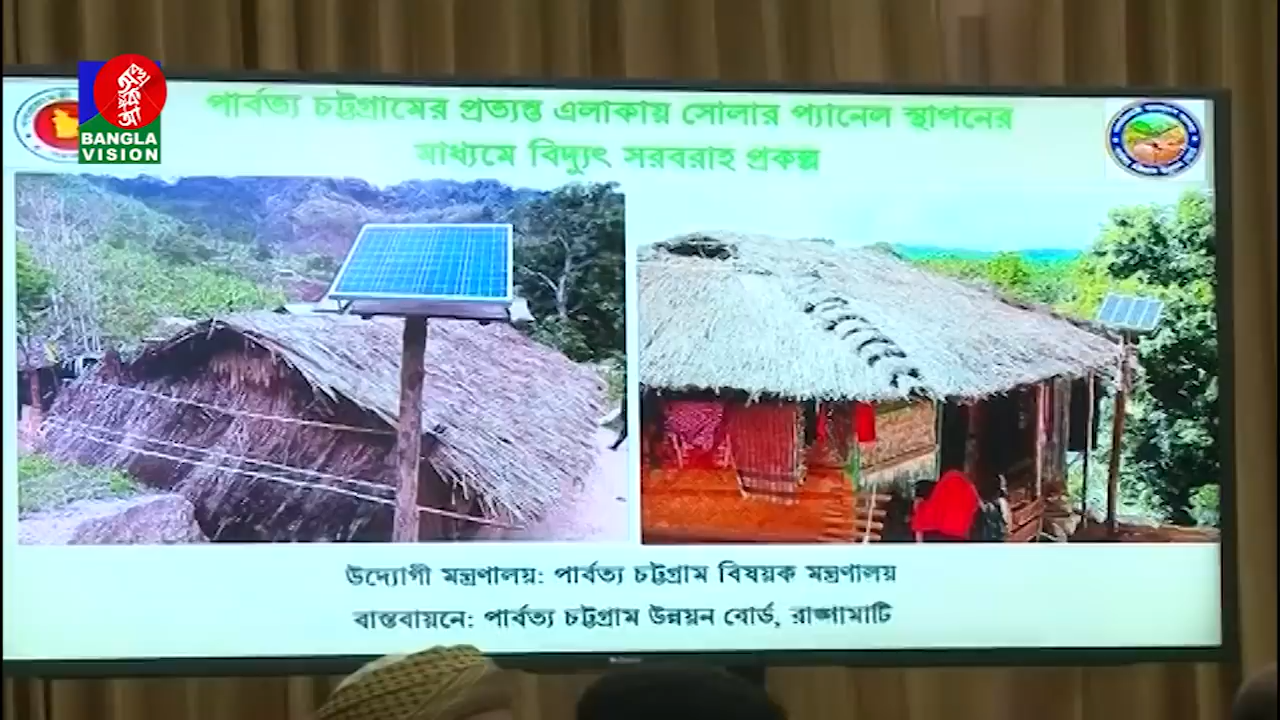 BANGLA
VISION
পার্বত্য চট্টগ্রামের প্রত্যন্ত এলাকায় সোলার প্যানেল স্থাপনের
মাধ্যমে বিদ্যুৎ সরবরাহ প্রকল্প
উদ্যোগী মন্ত্রণালয়: পার্বত্য চট্টগ্রাম বিষয়ক মন্ত্রণালয়
বাস্তবায়নে: পার্বত্য চট্টগ্রাম উন্নয়ন বোর্ড, রাঙ্গামাটি